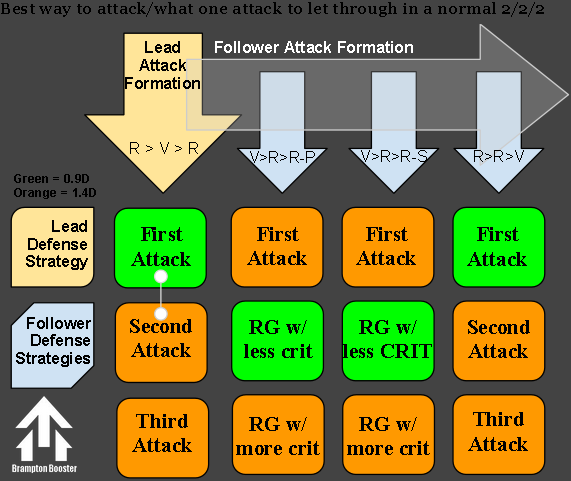 Best way to attack/what one attack to let through in a normal 2/2/2
Lead
Attack
Formation
Follower Attack Formation
R > V > R
V>R>R-P
V>R>R-S
R>R>V
Green = 0.9D
Orange = 1.4D
Lead
Defense
Strategy
First
Attack
First
Attack
First
Attack
First
Attack
Follower
Defense
Strategies
Second
Attack
RG w/
less crit
RG w/
less CRIT
Second
Attack
Third
Attack
RG w/
more crit
RG w/
more crit
Third
Attack
Brampton Booster